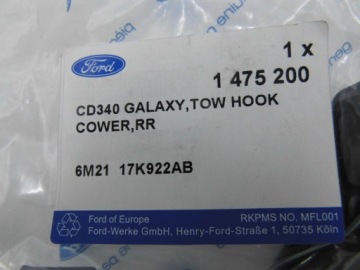 Ford
1 x
1 475 200
CD340 GALAXY,TOW HOOK
COWER,RR
6M21 17K922AB
Ford of Europe
RKPMS NO. MFL001
Ford-Werke GmbH, Henry-Ford-Straße 1, 50735 Köln